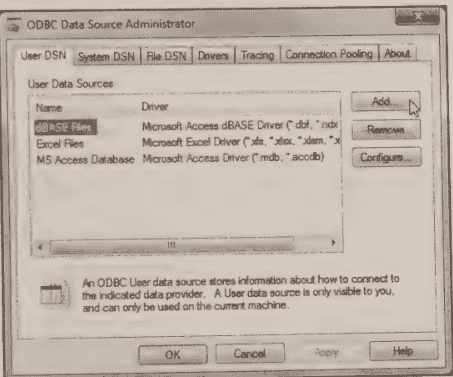 ODBC Data Source Administrator
User DSN System DSN File DSN Drivers Tracing Connection Pooling About
User Data Sources
Name Driver
dBASE Files Microsoft Access dBASE Driver (*.dbf, *.ndx
Excel Files Microsoft Excel Driver (*.xls, *.xlsx, *.xlsm, *.x
MS Access Database Microsoft Access Driver (*.mdb, *.accdb)
Add...
Remove
Configure...
An ODBC User data source stores information about how to connect to
the indicated data provider. A User data source is only visible to you,
and can only be used on the current machine.
OK Cancel Apply Help